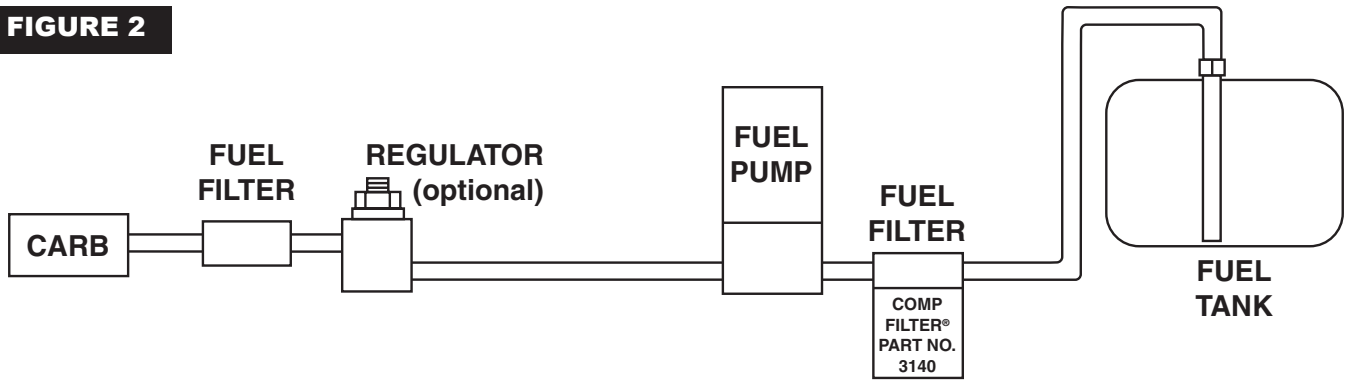 FIGURE 2
FUEL
FILTER
REGULATOR
(optional)
CARB
FUEL
PUMP
FUEL
FILTER
COMP
FILTER®
PART NO.
3140
FUEL
TANK